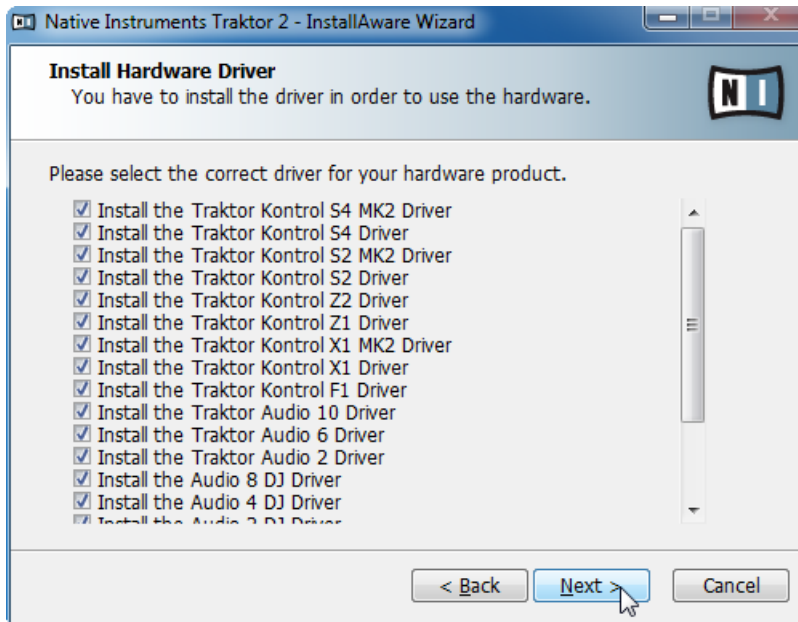 Native Instruments Traktor 2 - InstallAware Wizard
Install Hardware Driver
You have to install the driver in order to use the hardware.
N I
Please select the correct driver for your hardware product.
Install the Traktor Kontrol S4 MK2 Driver
Install the Traktor Kontrol S4 Driver
Install the Traktor Kontrol S2 MK2 Driver
Install the Traktor Kontrol S2 Driver
Install the Traktor Kontrol Z2 Driver
Install the Traktor Kontrol Z1 Driver
Install the Traktor Kontrol X1 MK2 Driver
Install the Traktor Kontrol X1 Driver
Install the Traktor Kontrol F1 Driver
Install the Traktor Audio 10 Driver
Install the Traktor Audio 6 Driver
Install the Traktor Audio 2 Driver
Install the Audio 8 DJ Driver
Install the Audio 4 DJ Driver
Install the Audio 2 DJ Driver
< Back Next > Cancel